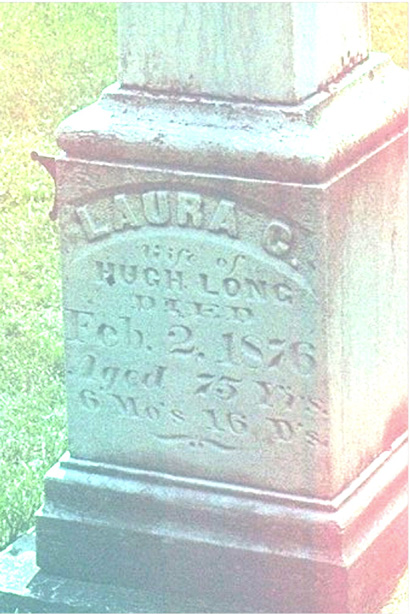 LAURA G.
Wife of
HUGH LONG
DIED
Feb. 2. 1876
Aged 75 Yrs.
6 Mo's 16 D's.